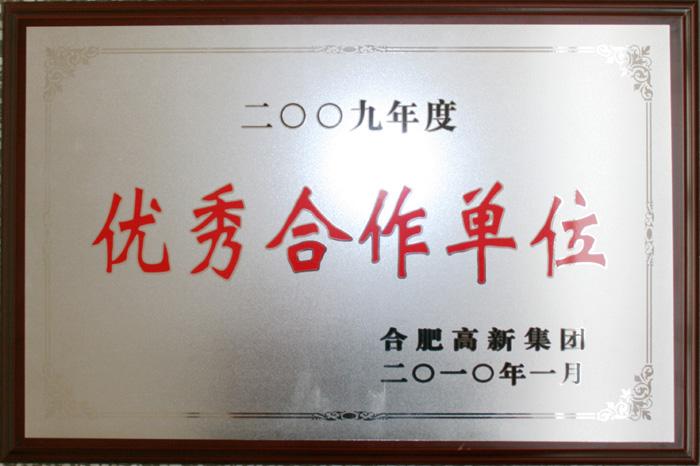 二〇〇九年度
优秀合作单位
合肥高新集团
二〇一〇年一月